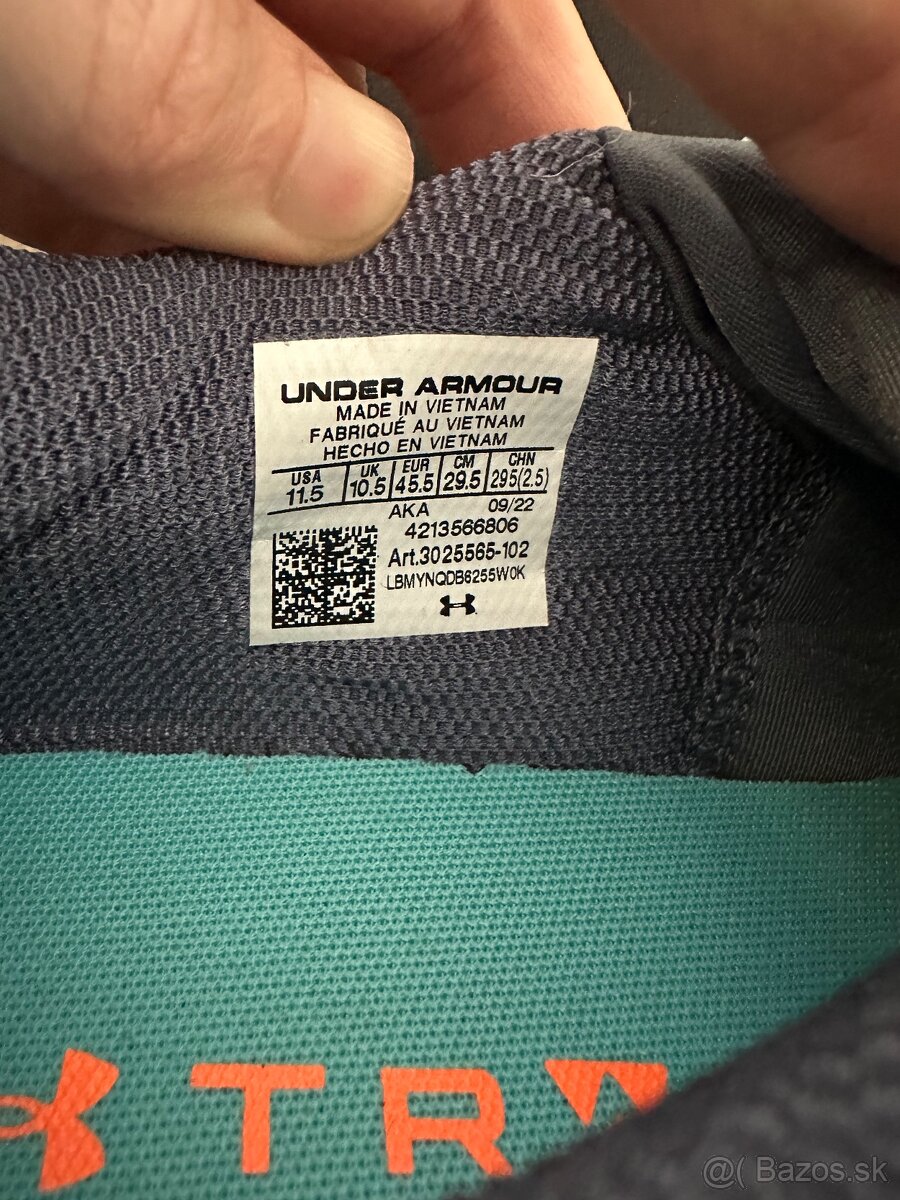 UNDER ARMOUR
MADE IN VIETNAM
FABRIQUÉ AU VIETNAM
HECHO EN VIETNAM
USA UK EUR CM CHN
11.5 10.5 45.5 29.5 295(2.5)
AKA 09/22
4213566806
Art.3025565-102
LBMYNQDB6255W0K
TR
@( Bazos.sk